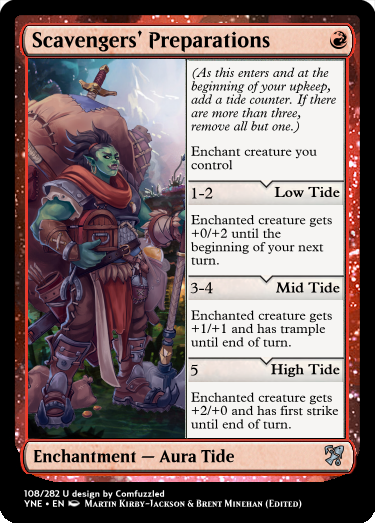 Scavengers' Preparations
(As this enters and at the
beginning of your upkeep,
add a tide counter. If there
are more than three,
remove all but one.)
Enchant creature you
control
1-2 Low Tide
Enchanted creature gets
+0/+2 until the
beginning of your next
turn.
3-4 Mid Tide
Enchanted creature gets
+1/+1 and has trample
until end of turn.
5 High Tide
Enchanted creature gets
+2/+0 and has first strike
until end of turn.
Enchantment — Aura Tide
108/282 U design by Comfuzzled
YNE • EN Martin Kirby-Jackson & Brent Minehan (Edited)